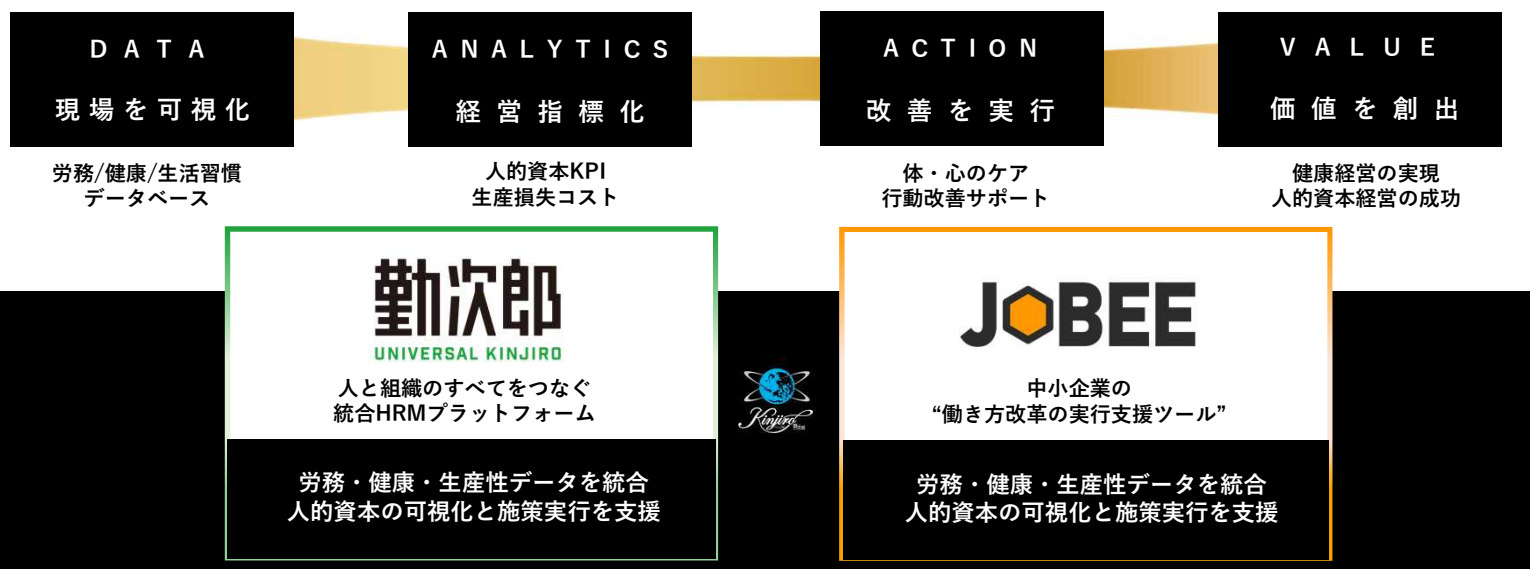 DATA
現場を可視化
労務/健康/生活習慣
データベース
ANALYTICS
経営指標化
人的資本KPI
生産損失コスト
ACTION
改善を実行
体・心のケア
行動改善サポート
VALUE
価値を創出
健康経営の実現
人的資本経営の成功
勤次郎
UNIVERSAL KINJIRO
人と組織のすべてをつなぐ
統合HRMプラットフォーム
労務・健康・生産性データを統合
人的資本の可視化と施策実行を支援
Kinjiro
JOBEE
中小企業の
“働き方改革の実行支援ツール”
労務・健康・生産性データを統合
人的資本の可視化と施策実行を支援